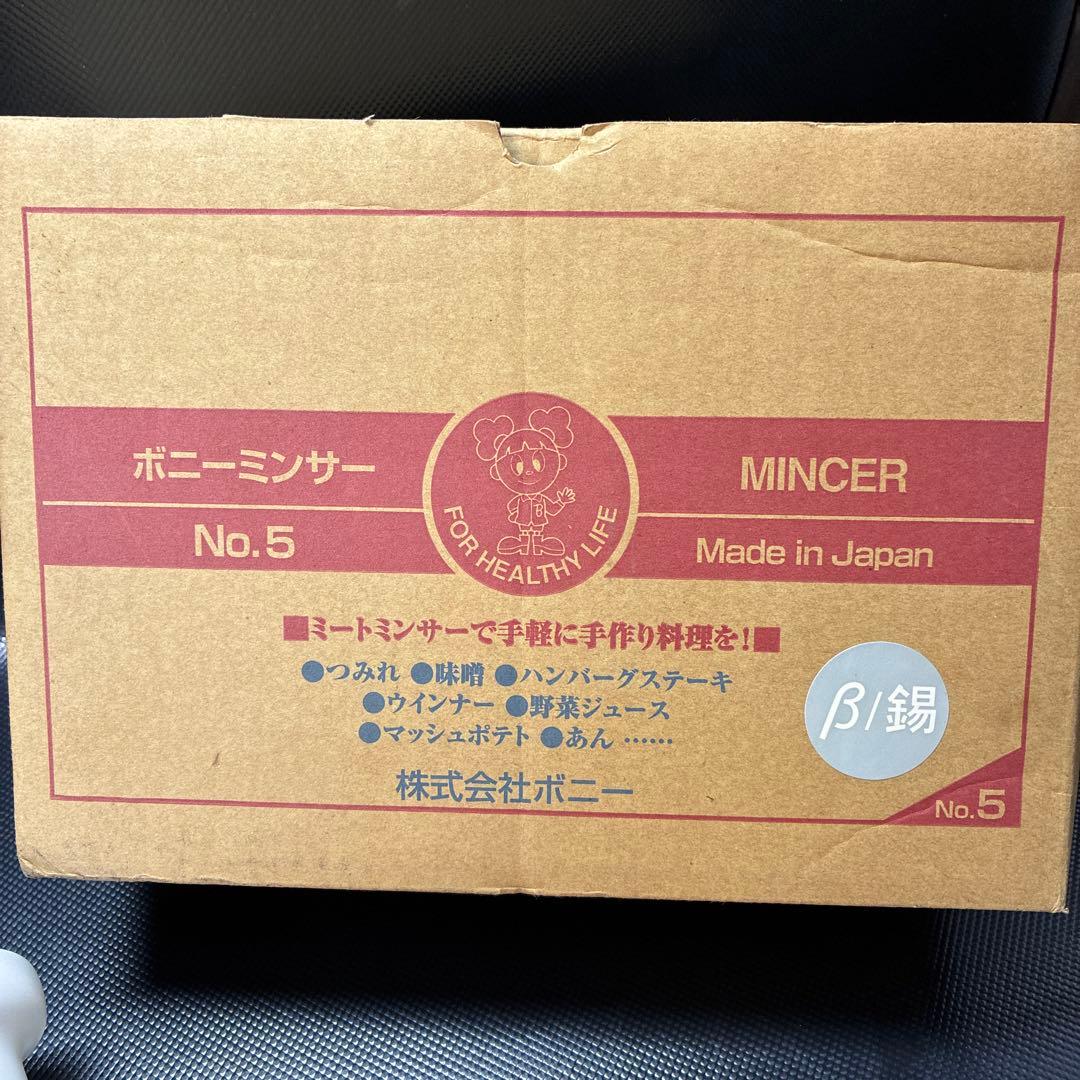 ボニーミンサー
No.5
FOR HEALTHY LIFE
B
MINCER
Made in Japan
■ミートミンサーで手軽に手作り料理を!■
●つみれ ●味噌 ●ハンバーグステーキ
●ウインナー ●野菜ジュース
●マッシュポテト ●あん ……
株式会社ボニー
β/錫
No.5